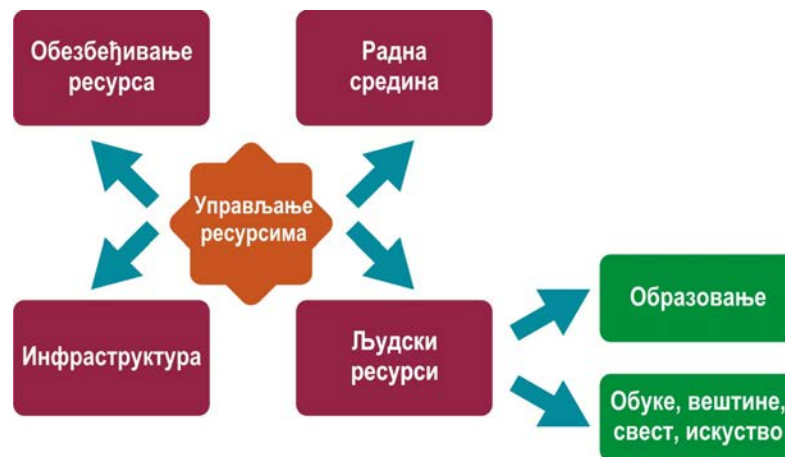 Обезбеђивање
ресурса
Радна
средина
Управљање
ресурсима
Инфраструктура
Људски
ресурси
Образовање
Обуке, вештине,
свест, искуство